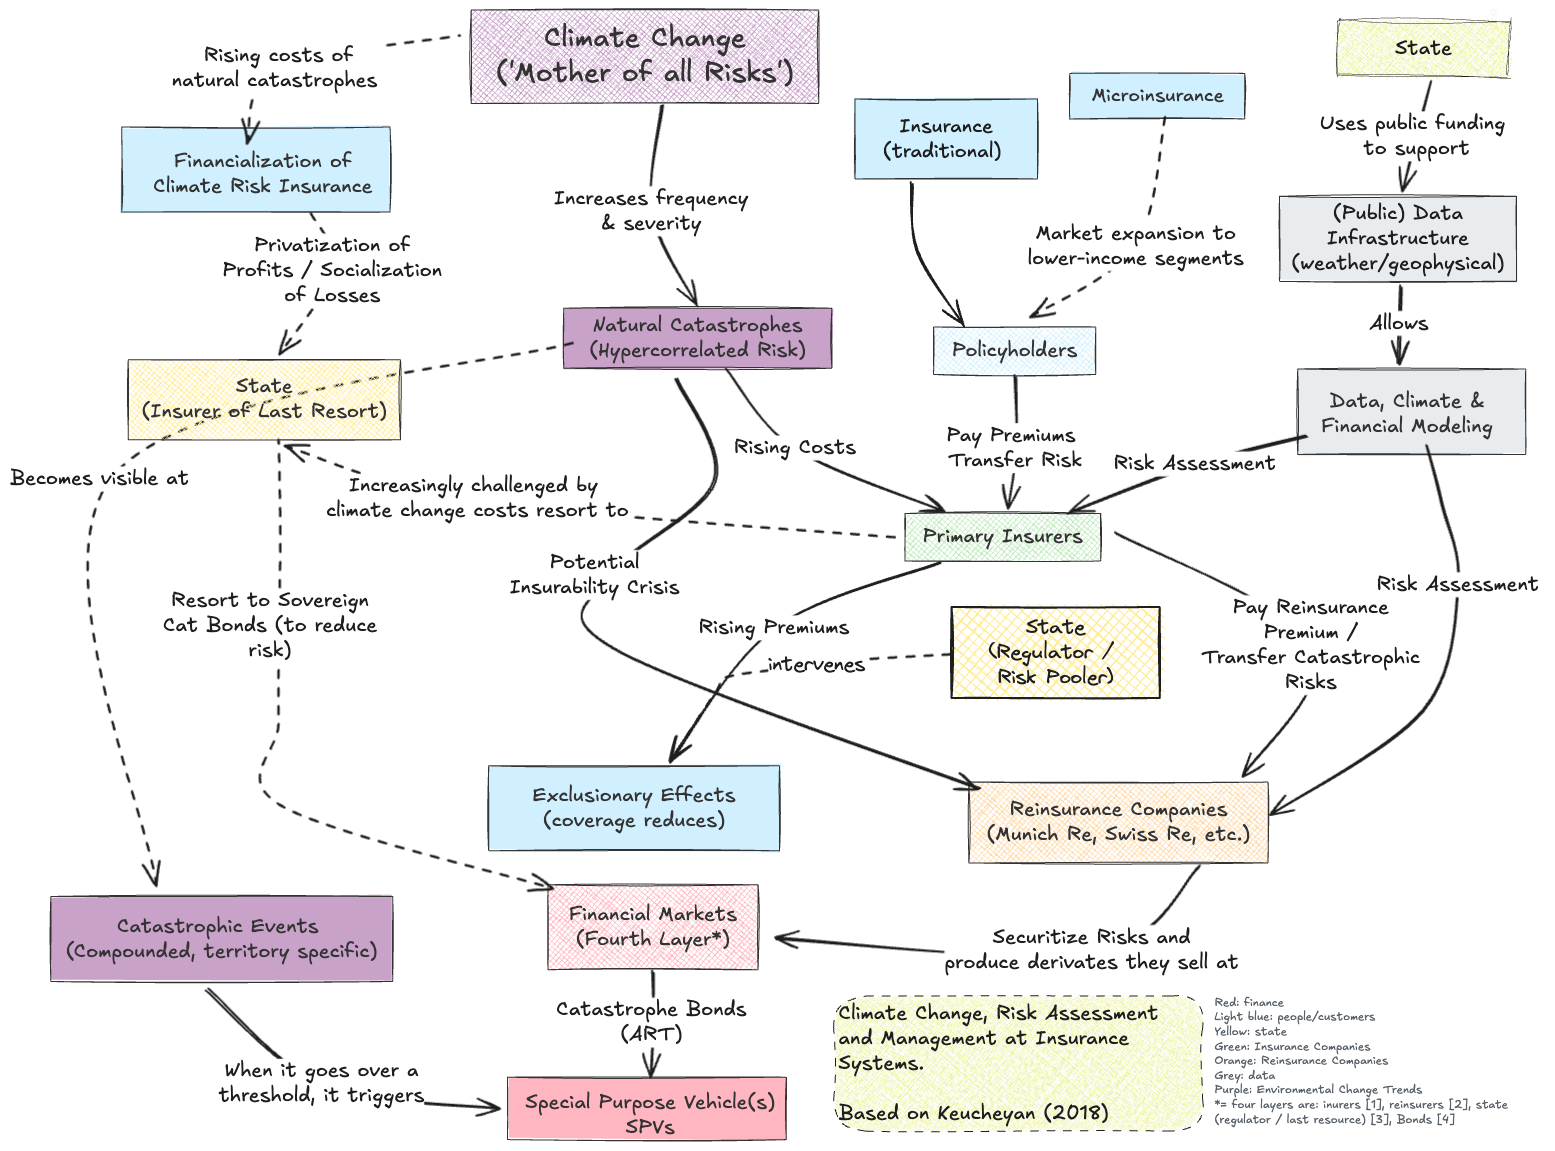 Climate Change
('Mother of all Risks')
State
Rising costs of
natural catastrophes
Microinsurance
Insurance
(traditional)
Uses public funding
to support
Financialization of
Climate Risk Insurance
Increases frequency
& severity
(Public) Data
Infrastructure
(weather/geophysical)
Privatization of
Profits / Socialization
of Losses
Market expansion to
lower-income segments
Natural Catastrophes
(Hypercorrelated Risk)
Allows
Policyholders
State
(Insurer of Last Resort)
Data, Climate &
Financial Modeling
Rising Costs
Pay Premiums
Transfer Risk
Risk Assessment
Becomes visible at
Increasingly challenged by
climate change costs resort to
Primary Insurers
Potential
Insurability Crisis
Risk Assessment
Resort to Sovereign
Cat Bonds (to reduce
risk)
Rising Premiums
intervenes
State
(Regulator /
Risk Pooler)
Pay Reinsurance
Premium /
Transfer Catastrophic
Risks
Exclusionary Effects
(coverage reduces)
Reinsurance Companies
(Munich Re, Swiss Re, etc.)
Catastrophic Events
(Compounded, territory specific)
Financial Markets
(Fourth Layer*)
Securitize Risks and
produce derivates they sell at
Catastrophe Bonds
(ART)
When it goes over a
threshold, it triggers
Special Purpose Vehicle(s)
SPVs
Climate Change, Risk Assessment
and Management at Insurance
Systems.
Based on Keucheyan (2018)
Red: finance
Light blue: people/customers
Yellow: state
Green: Insurance Companies
Orange: Reinsurance Companies
Grey: data
Purple: Environmental Change Trends
*= four layers are: inurers [1], reinsurers [2], state
(regulator / last resource) [3], Bonds [4]